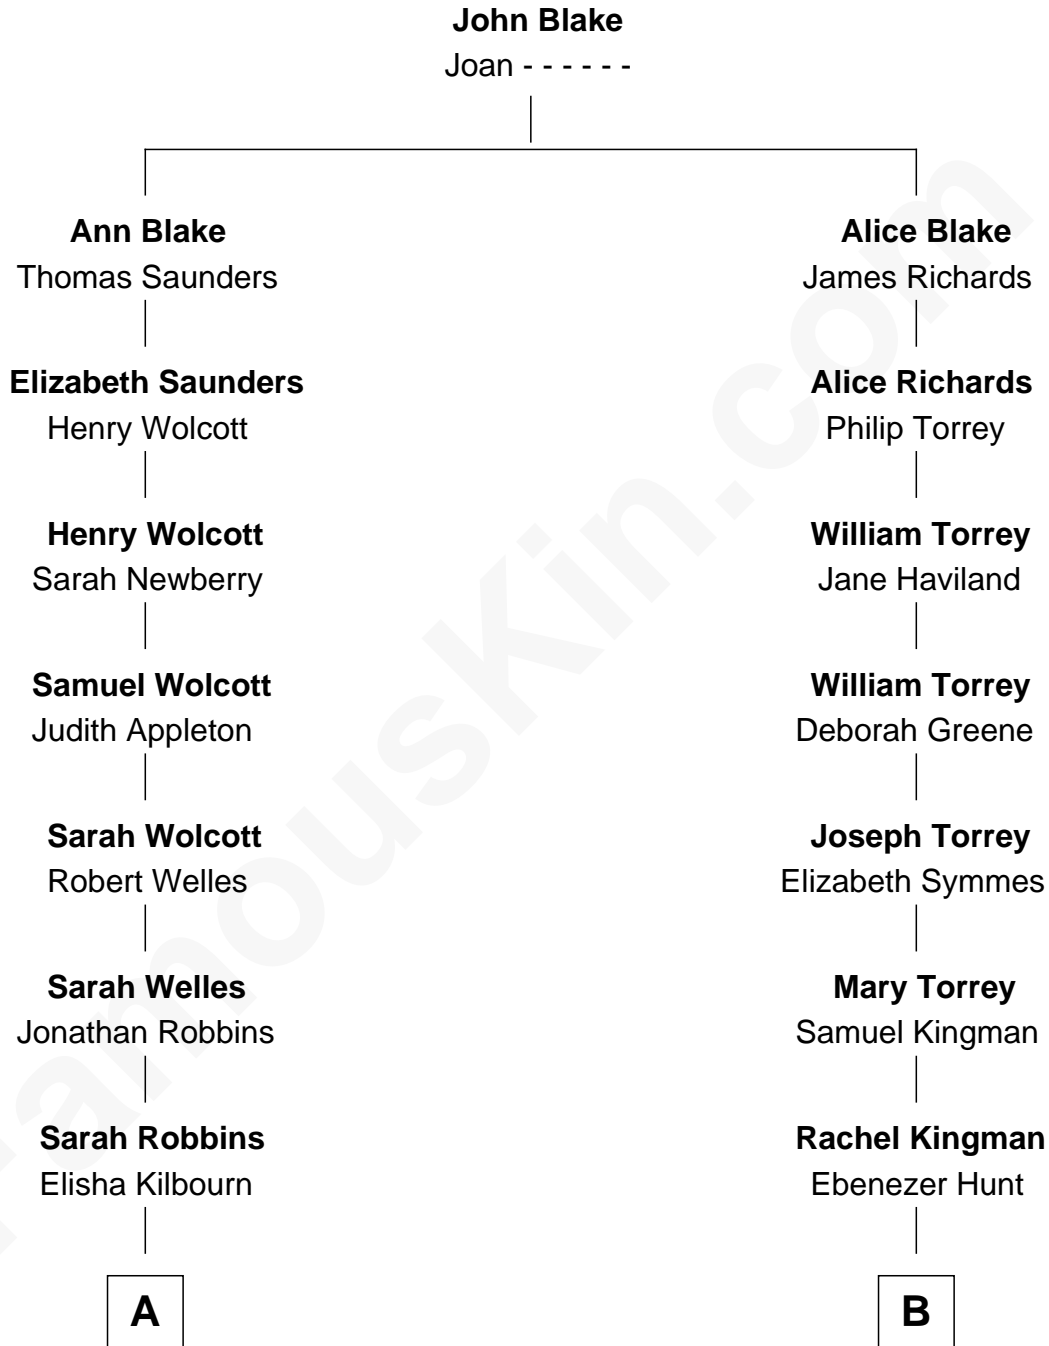 John Blake
Joan - - - - - -
Ann Blake
Thomas Saunders
Alice Blake
James Richards
Elizabeth Saunders
Henry Wolcott
Alice Richards
Philip Torrey
Henry Wolcott
Sarah Newberry
William Torrey
Jane Haviland
Samuel Wolcott
Judith Appleton
William Torrey
Deborah Greene
Sarah Wolcott
Robert Welles
Joseph Torrey
Elizabeth Symmes
Sarah Welles
Jonathan Robbins
Mary Torrey
Samuel Kingman
Sarah Robbins
Elisha Kilbourn
Rachel Kingman
Ebenezer Hunt
A
B
FamousKin.com